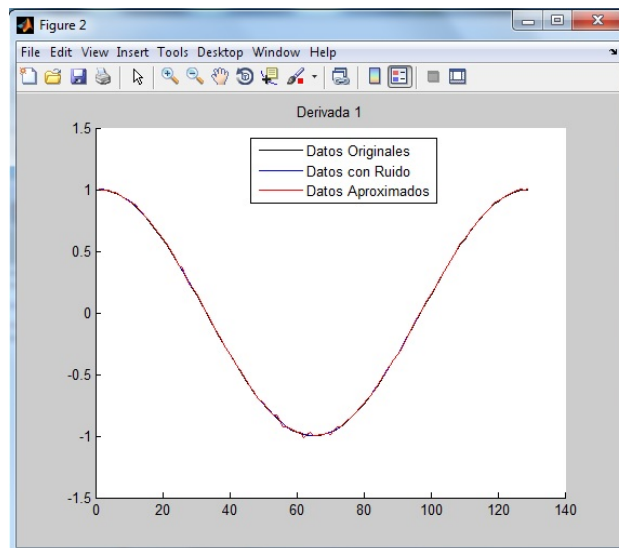 Figure 2
File Edit View Insert Tools Desktop Window Help
Derivada 1
Datos Originales
Datos con Ruido
Datos Aproximados
1.5
1
0.5
0
-0.5
-1
-1.5
0 20 40 60 80 100 120 140